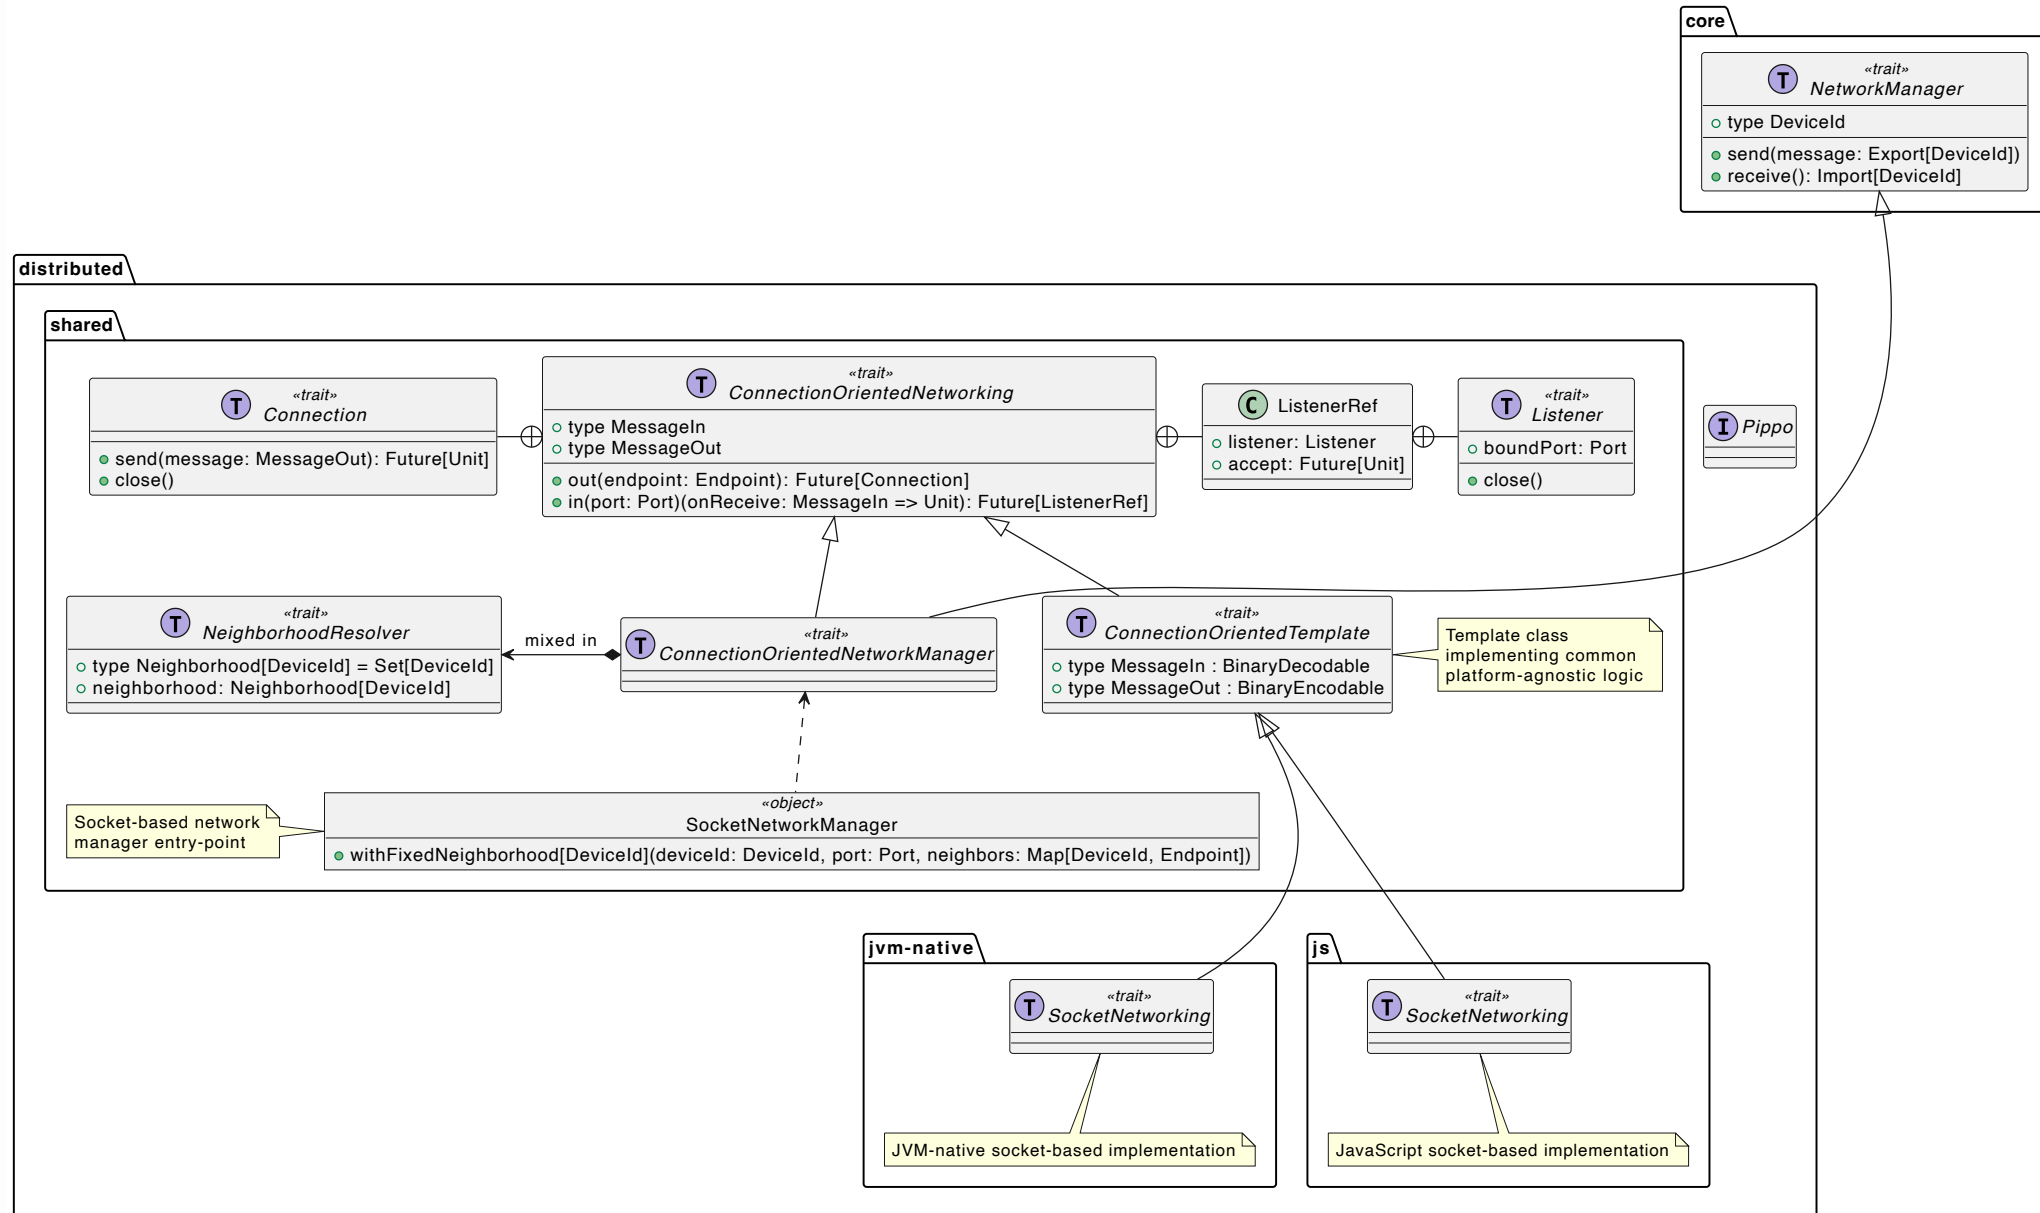 core
T
«trait»
NetworkManager
type DeviceId
send(message: Export[DeviceId])
receive(): Import[DeviceId]
distributed
shared
T
«trait»
Connection
send(message: MessageOut): Future[Unit]
close()
T
«trait»
ConnectionOrientedNetworking
type MessageIn
type MessageOut
out(endpoint: Endpoint): Future[Connection]
in(port: Port)(onReceive: MessageIn => Unit): Future[ListenerRef]
C ListenerRef
listener: Listener
accept: Future[Unit]
T
«trait»
Listener
boundPort: Port
close()
I Pippo
T
«trait»
NeighborhoodResolver
type Neighborhood[DeviceId] = Set[DeviceId]
neighborhood: Neighborhood[DeviceId]
mixed in
T
«trait»
ConnectionOrientedNetworkManager
T
«trait»
ConnectionOrientedTemplate
type MessageIn : BinaryDecodable
type MessageOut : BinaryEncodable
Template class
implementing common
platform-agnostic logic
Socket-based network
manager entry-point
«object»
SocketNetworkManager
withFixedNeighborhood[DeviceId](deviceId: DeviceId, port: Port, neighbors: Map[DeviceId, Endpoint])
jvm-native
T
«trait»
SocketNetworking
JVM-native socket-based implementation
js
T
«trait»
SocketNetworking
JavaScript socket-based implementation